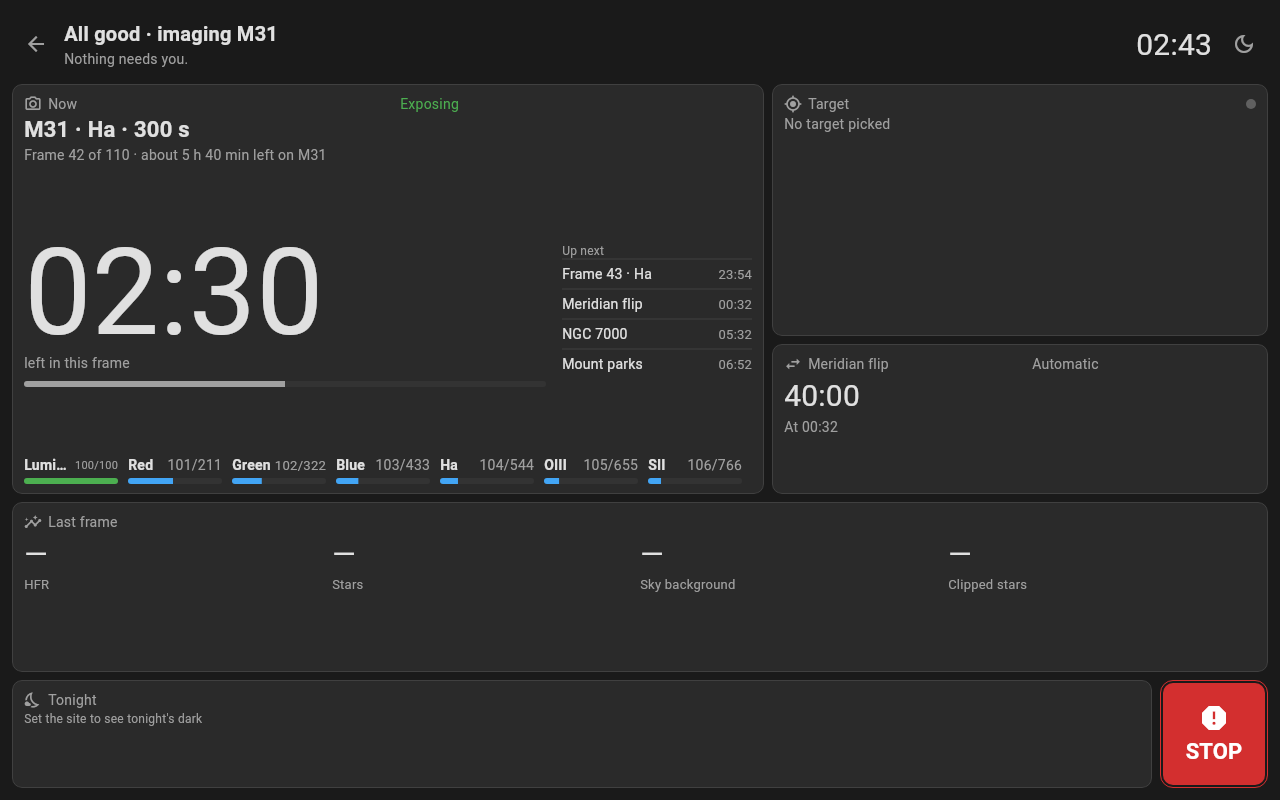 All good · imaging M31
Nothing needs you.
02:43
Now
Exposing
M31 · Ha · 300 s
Frame 42 of 110 · about 5 h 40 min left on M31
02:30
left in this frame
Up next
Frame 43 · Ha 23:54
Meridian flip 00:32
NGC 7000 05:32
Mount parks 06:52
Lumi... 100/100 Red 101/211 Green 102/322 Blue 103/433 Ha 104/544 OIII 105/655 SII 106/766
Target
No target picked
Meridian flip
Automatic
40:00
At 00:32
Last frame
— — — —
HFR Stars Sky background Clipped stars
Tonight
Set the site to see tonight's dark
STOP